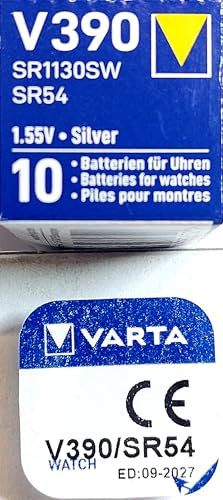 V390
SR1130SW
SR54
1.55V • Silver
10 • Batterien für Uhren
• Batteries for watches
• Piles pour montres
VARTA
CE
V390/SR54
WATCH
ED:09-2027